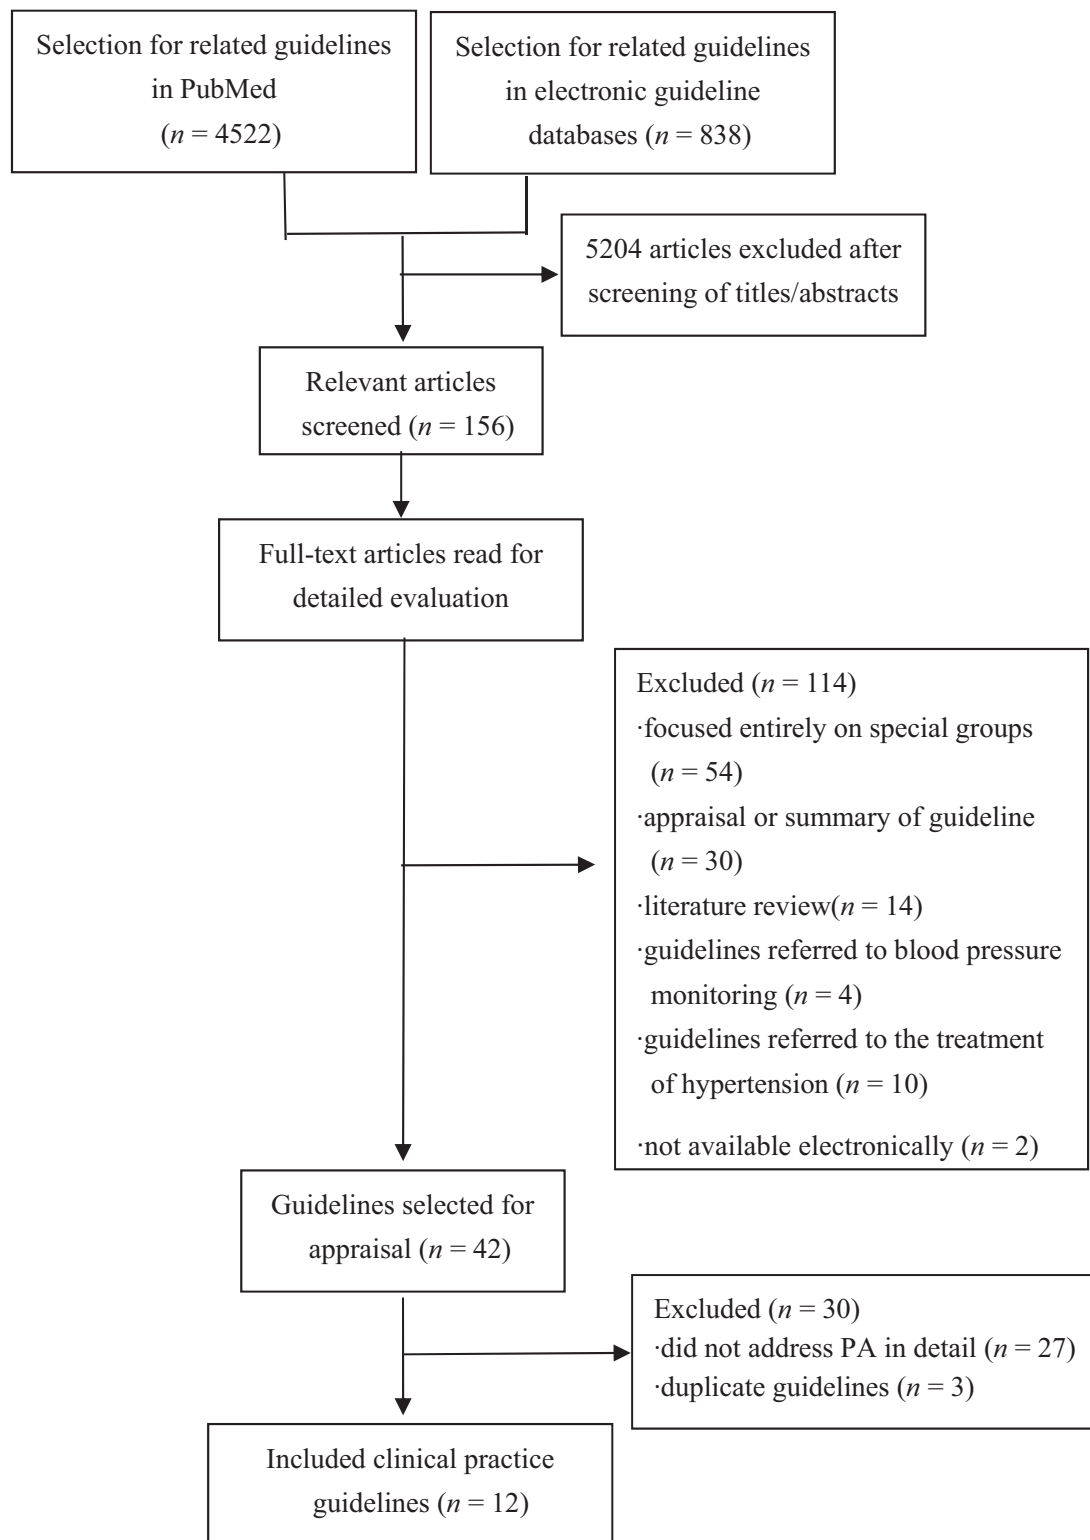 Selection for related guidelines
in PubMed
(n = 4522)
Selection for related guidelines
in electronic guideline
databases (n = 838)
5204 articles excluded after
screening of titles/abstracts
Relevant articles
screened (n = 156)
Full-text articles read for
detailed evaluation
Excluded (n = 114)
·focused entirely on special groups
(n = 54)
·appraisal or summary of guideline
(n = 30)
·literature review(n = 14)
·guidelines referred to blood pressure
monitoring (n = 4)
·guidelines referred to the treatment
of hypertension (n = 10)
·not available electronically (n = 2)
Guidelines selected for
appraisal (n = 42)
Excluded (n = 30)
·did not address PA in detail (n = 27)
·duplicate guidelines (n = 3)
Included clinical practice
guidelines (n = 12)